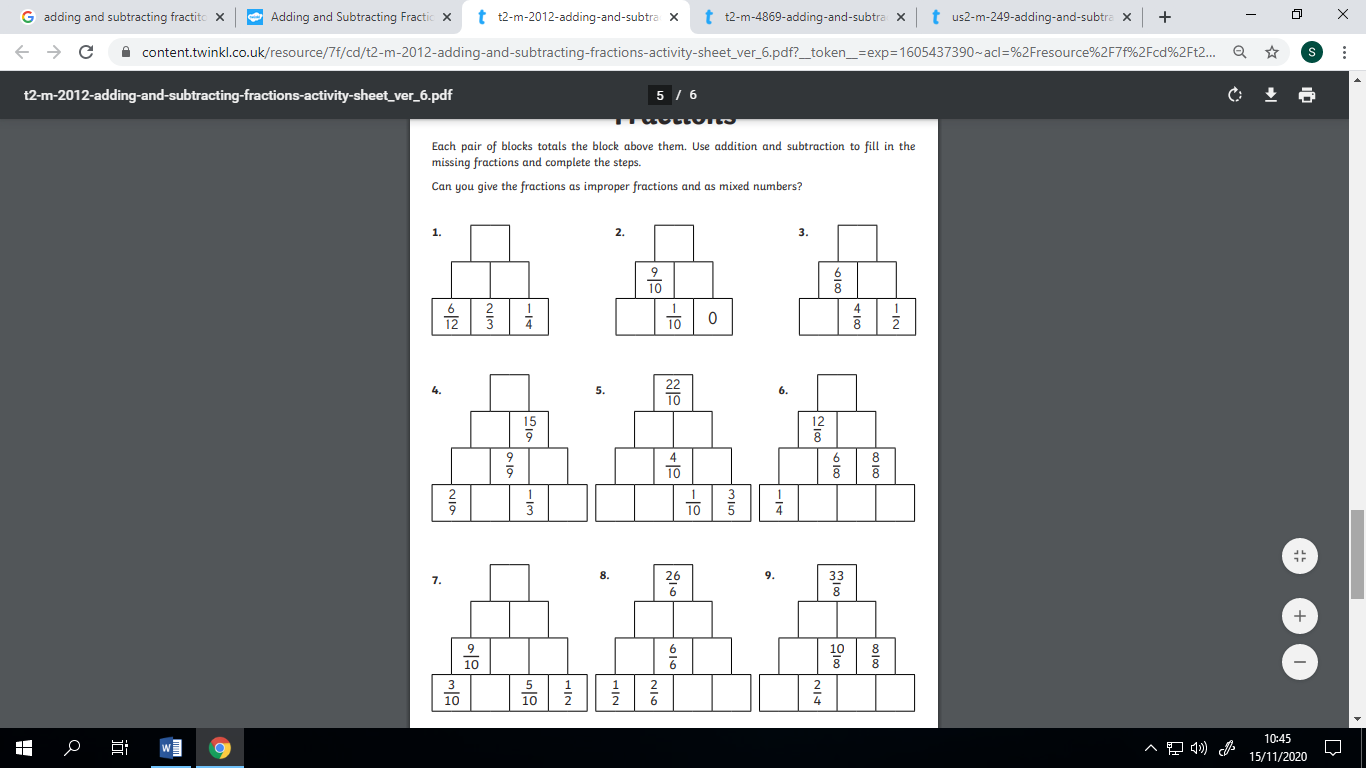 adding and subtracting fractito
Adding and Subtracting Fractic
t2-m-2012-adding-and-subtra
t2-m-4869-adding-and-subtra
us2-m-249-adding-and-subtra
content.twinkl.co.uk/resource/7f/cd/t2-m-2012-adding-and-subtracting-fractions-activity-sheet_ver_6.pdf?__token__=exp=1605437390~acl=%2Fresource%2F7f%2Fcd%2Ft2...
S
t2-m-2012-adding-and-subtracting-fractions-activity-sheet_ver_6.pdf
5 / 6
Fractions
Each pair of blocks totals the block above them. Use addition and subtraction to fill in the
missing fractions and complete the steps.
Can you give the fractions as improper fractions and as mixed numbers?
1. 2. 3.
9/10 6/8
6/12 2/3 1/4 1/10 0 4/8 1/2
4. 5. 22/10 6.
15/9 12/8
9/9 4/10 6/8 8/8
2/9 1/3 1/10 3/5 1/4
7. 8. 26/6 9. 33/8
9/10 6/6 10/8 8/8
3/10 5/10 1/2 1/2 2/6 2/4
10:45
15/11/2020